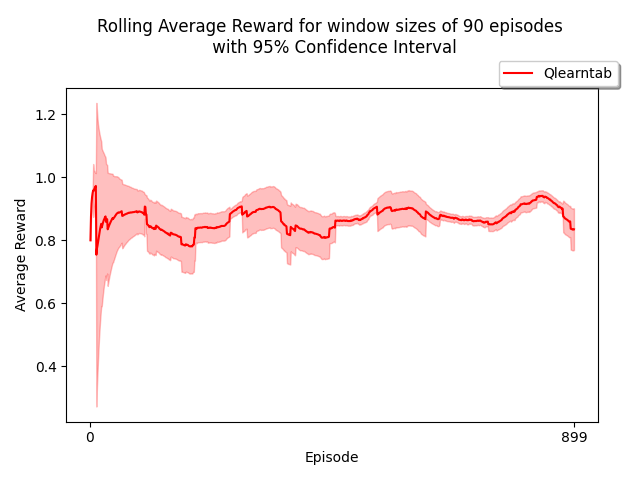 Rolling Average Reward for window sizes of 90 episodes
with 95% Confidence Interval
Qlearntab
1.2
1.0
0.8
0.6
0.4
Average Reward
0
899
Episode